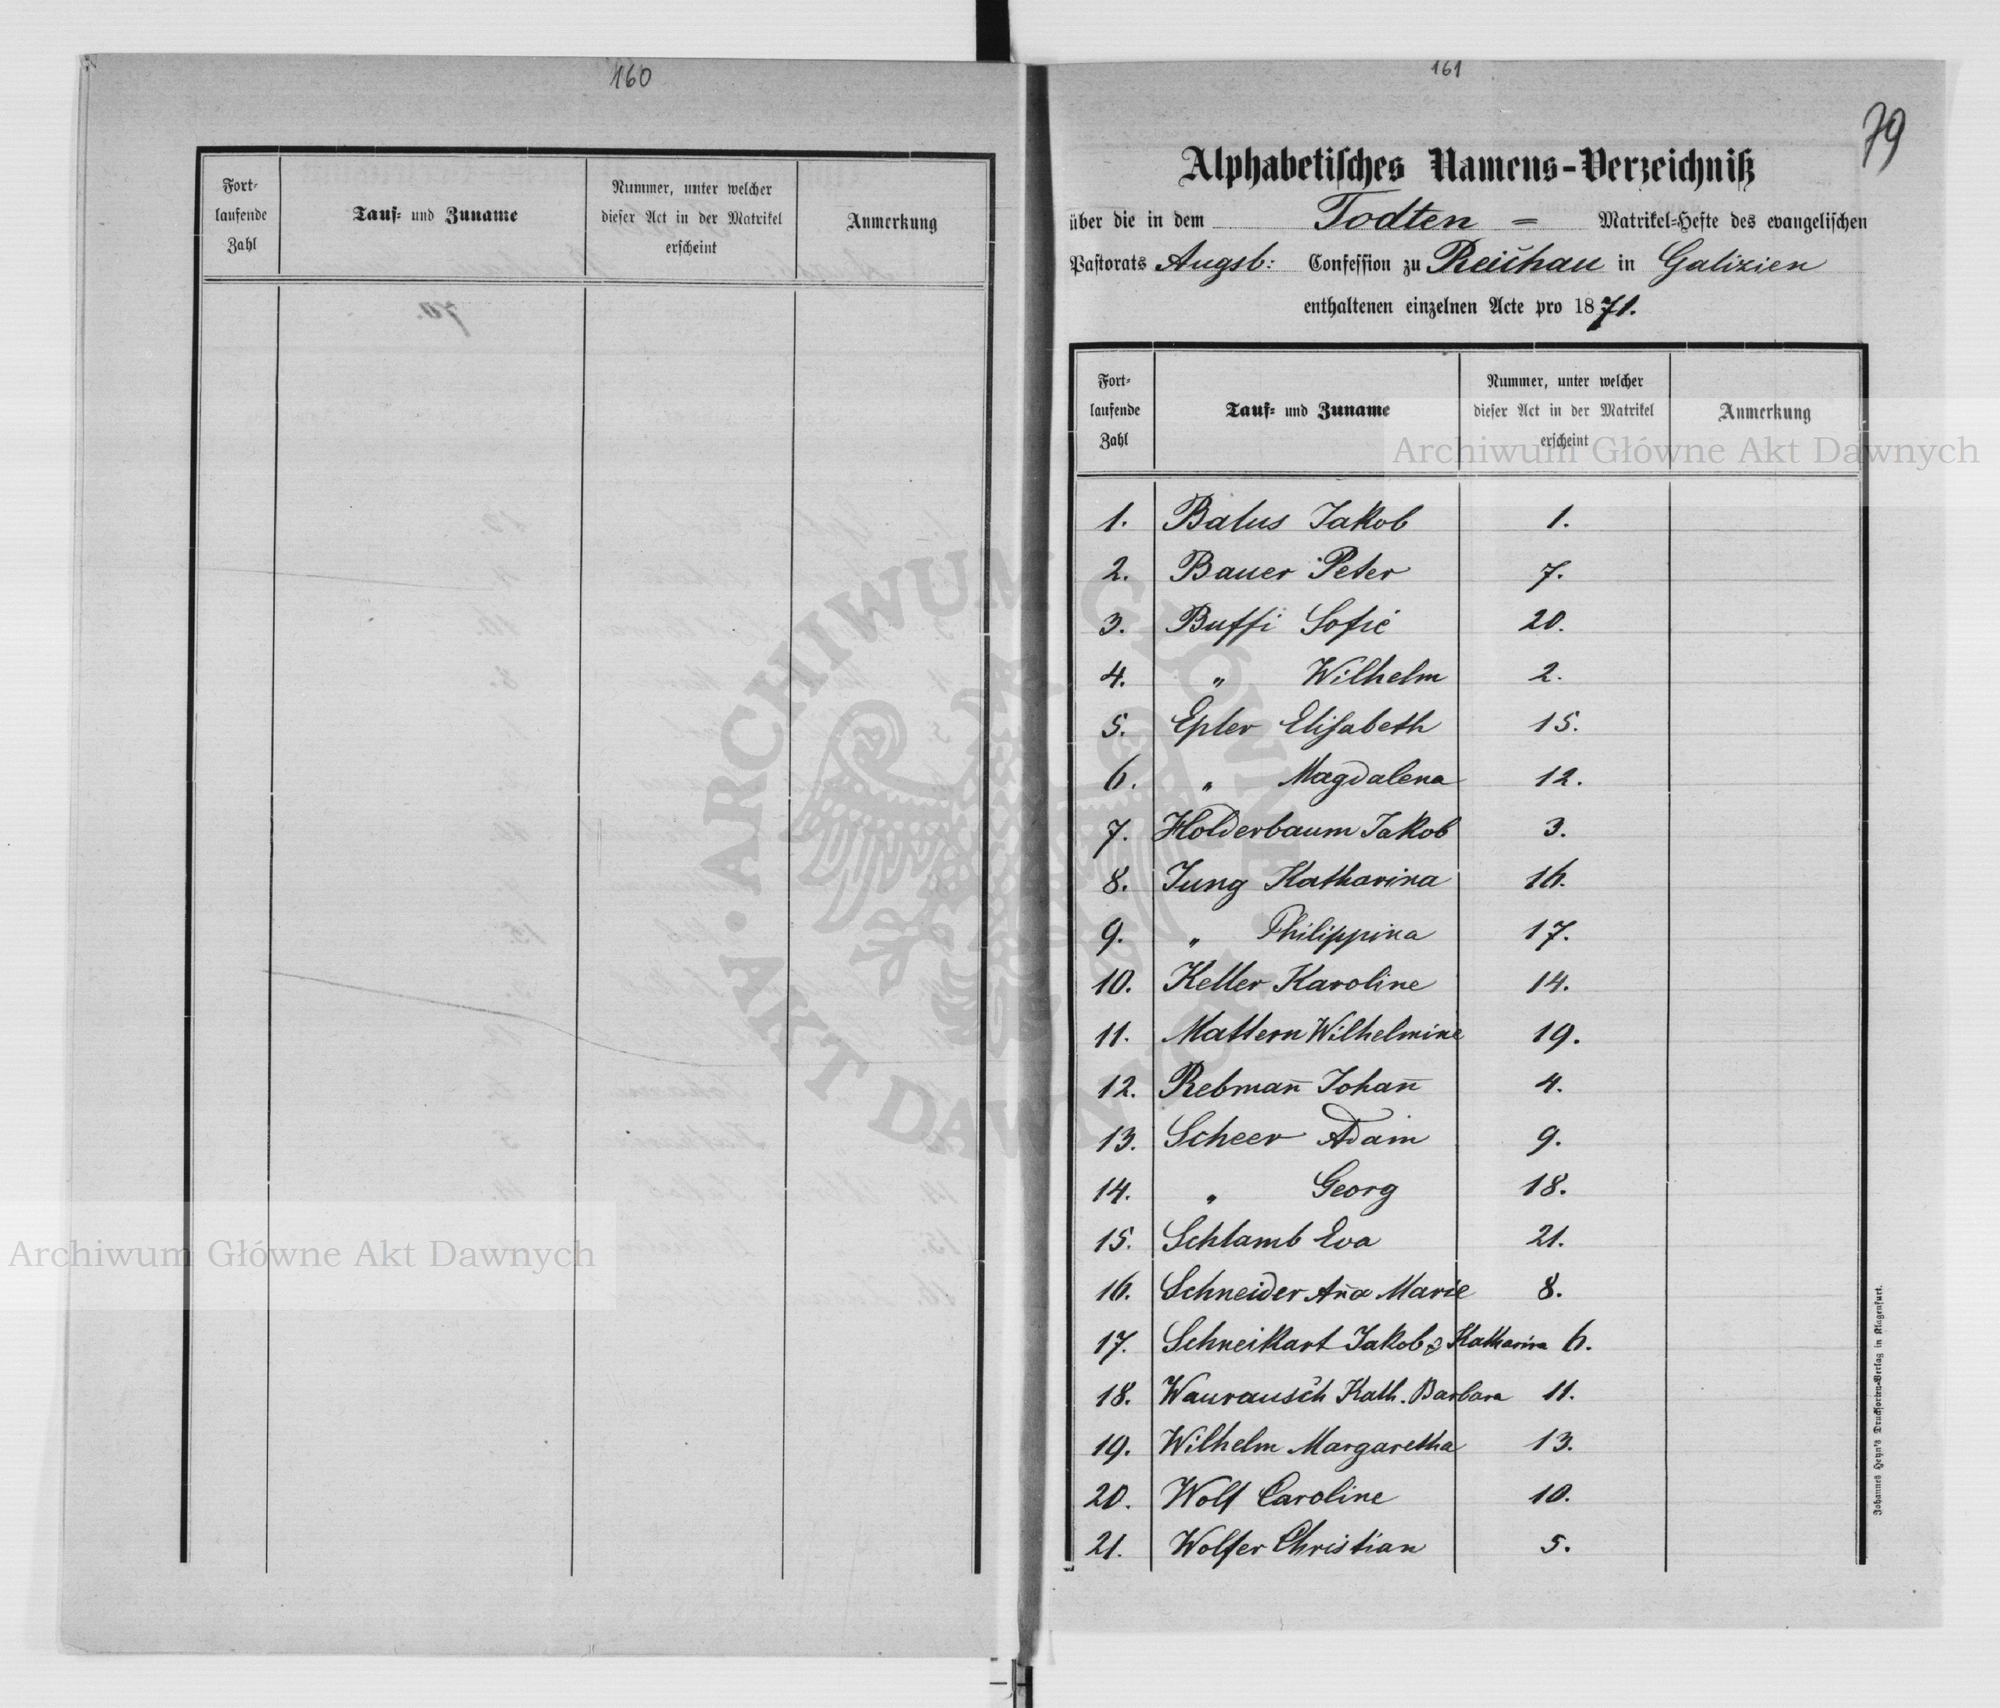 160
Fort-
laufende
Zahl
Tauf- und Zuname
Nummer, unter welcher
dieser Act in der Matrikel
erscheint
Anmerkung
161
79
Alphabetisches Namens-Verzeichniß
über die in dem Todten = Matrikel-Hefte des evangelischen
Pastorats Augsb: Confession zu Reichau in Galizien
enthaltenen einzelnen Acte pro 1871.
Fort-
laufende
Zahl
Tauf- und Zuname
Nummer, unter welcher
dieser Act in der Matrikel
erscheint
Anmerkung
1. Balus Jakob 1.
2. Bauer Peter 7.
3. Buffi Sofie 20.
4. " Wilhelm 2.
5. Epler Elisabeth 15.
6. " Magdalena 12.
7. Holderbaum Jakob 3.
8. Jung Katharina 16.
9. " Philippina 17.
10. Keller Karoline 14.
11. Mattern Wilhelmine 19.
12. Rebman̄ Johan̄ 4.
13. Scheer Adam 9.
14. " Georg 18.
15. Schlamb Eva 21.
16. Schneider An̄a Marie 8.
17. Schneikart Jakob & Katharina 6.
18. Waurausch Kath. Barbara 11.
19. Wilhelm Margaretha 13.
20. Wolf Caroline 10.
21. Wolfer Christian 5.
Johannes Heyn's Drucksorten-Verlag in Klagenfurt.
Archiwum Główne Akt Dawnych
Archiwum Główne Akt Dawnych
ARCHIWUM GŁÓWNE AKT DAWNYCH